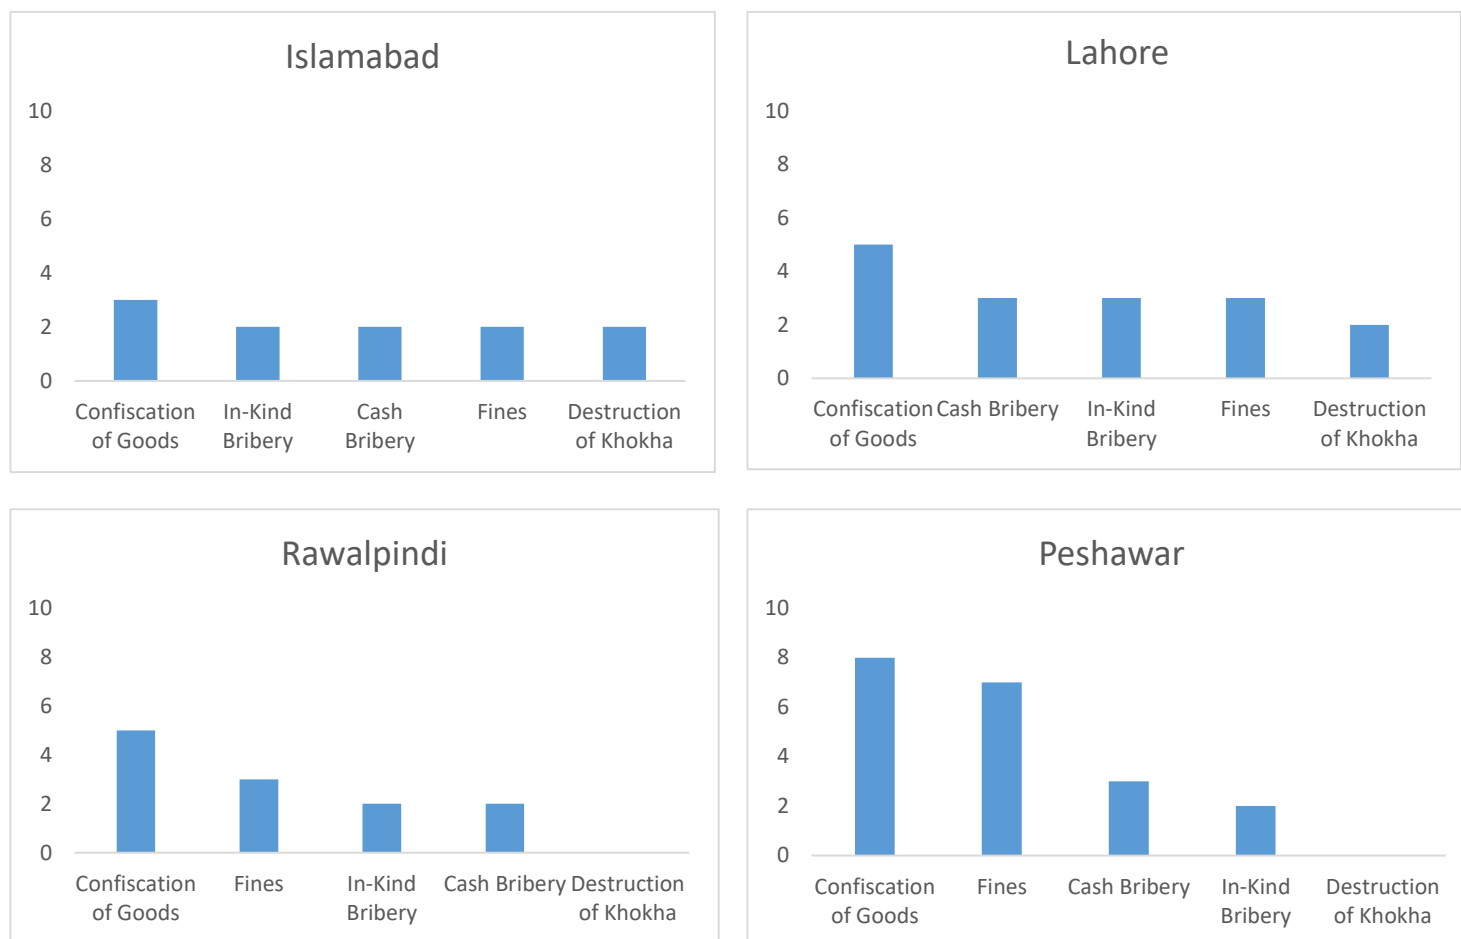 Islamabad
10
8
6
4
2
0
Confiscation
of Goods
In-Kind
Bribery
Cash
Bribery
Fines
Destruction
of Khokha
Lahore
10
8
6
4
2
0
Confiscation
of Goods
Cash Bribery
In-Kind
Bribery
Fines
Destruction
of Khokha
Rawalpindi
10
8
6
4
2
0
Confiscation
of Goods
Fines
In-Kind
Bribery
Cash Bribery
Destruction
of Khokha
Peshawar
10
8
6
4
2
0
Confiscation
of Goods
Fines
Cash Bribery
In-Kind
Bribery
Destruction
of Khokha